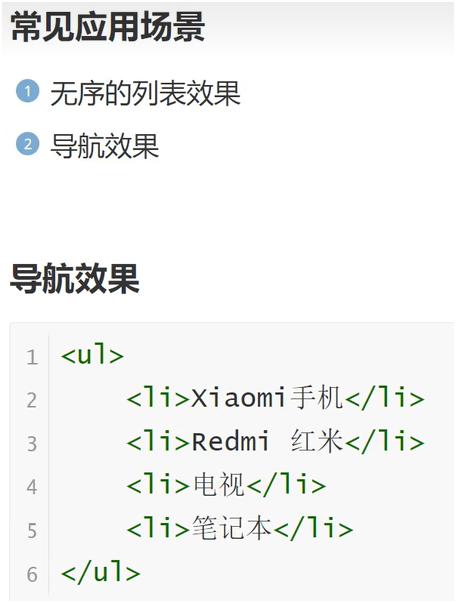 常见应用场景
1 无序的列表效果
2 导航效果
导航效果
1 <ul>
2     <li>Xiaomi手机</li>
3     <li>Redmi 红米</li>
4     <li>电视</li>
5     <li>笔记本</li>
6 </ul>